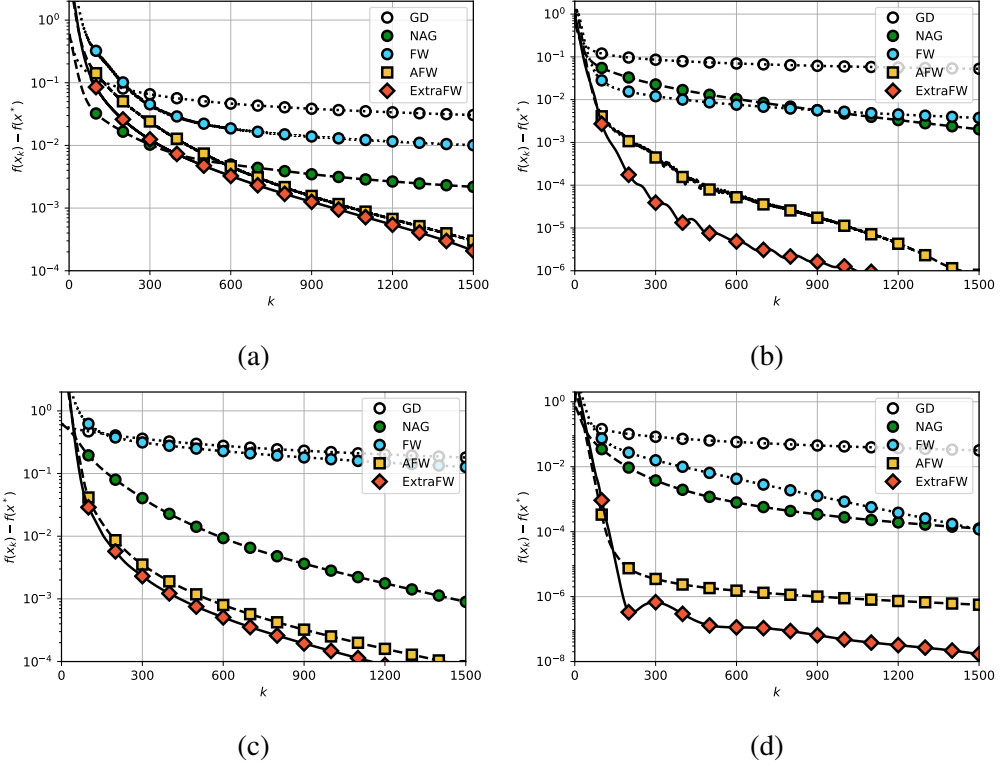 10^0
10^-1
10^-2
10^-3
10^-4
f(x_k) − f(x^*)
0 300 600 900 1200 1500
k
GD
NAG
FW
AFW
ExtraFW
(a)
10^0
10^-1
10^-2
10^-3
10^-4
10^-5
10^-6
f(x_k) − f(x^*)
0 300 600 900 1200 1500
k
GD
NAG
FW
AFW
ExtraFW
(b)
10^0
10^-1
10^-2
10^-3
10^-4
f(x_k) − f(x^*)
0 300 600 900 1200 1500
k
GD
NAG
FW
AFW
ExtraFW
(c)
10^0
10^-2
10^-4
10^-6
10^-8
f(x_k) − f(x^*)
0 300 600 900 1200 1500
k
GD
NAG
FW
AFW
ExtraFW
(d)